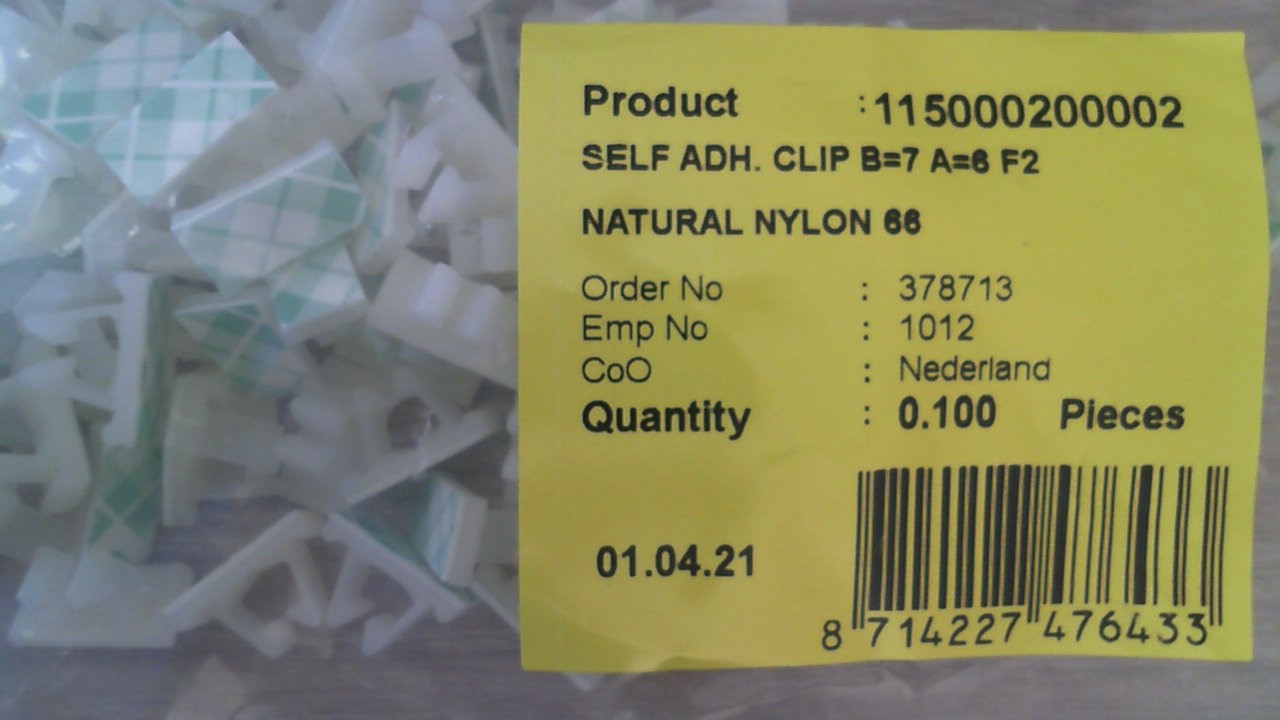 Product : 115000200002
SELF ADH. CLIP B=7 A=6 F2
NATURAL NYLON 66
Order No : 378713
Emp No : 1012
CoO : Nederland
Quantity : 0.100 Pieces
01.04.21
8 714227 476433